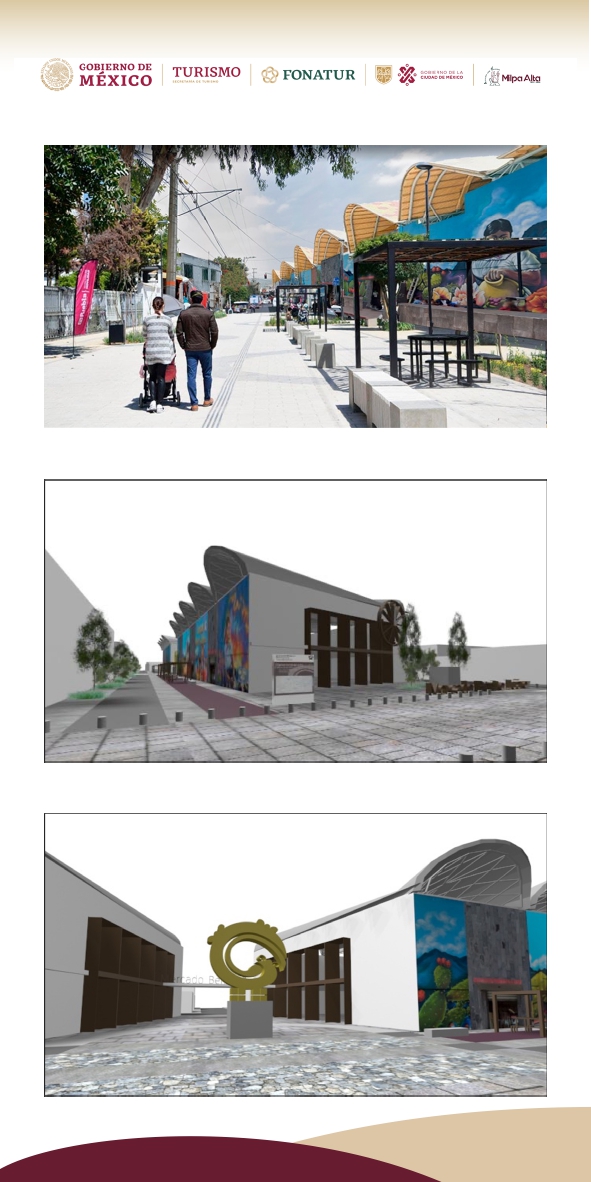 GOBIERNO DE
MÉXICO
TURISMO
SECRETARÍA DE TURISMO
FONATUR
GOBIERNO DE LA
CIUDAD DE MÉXICO
Milpa Alta